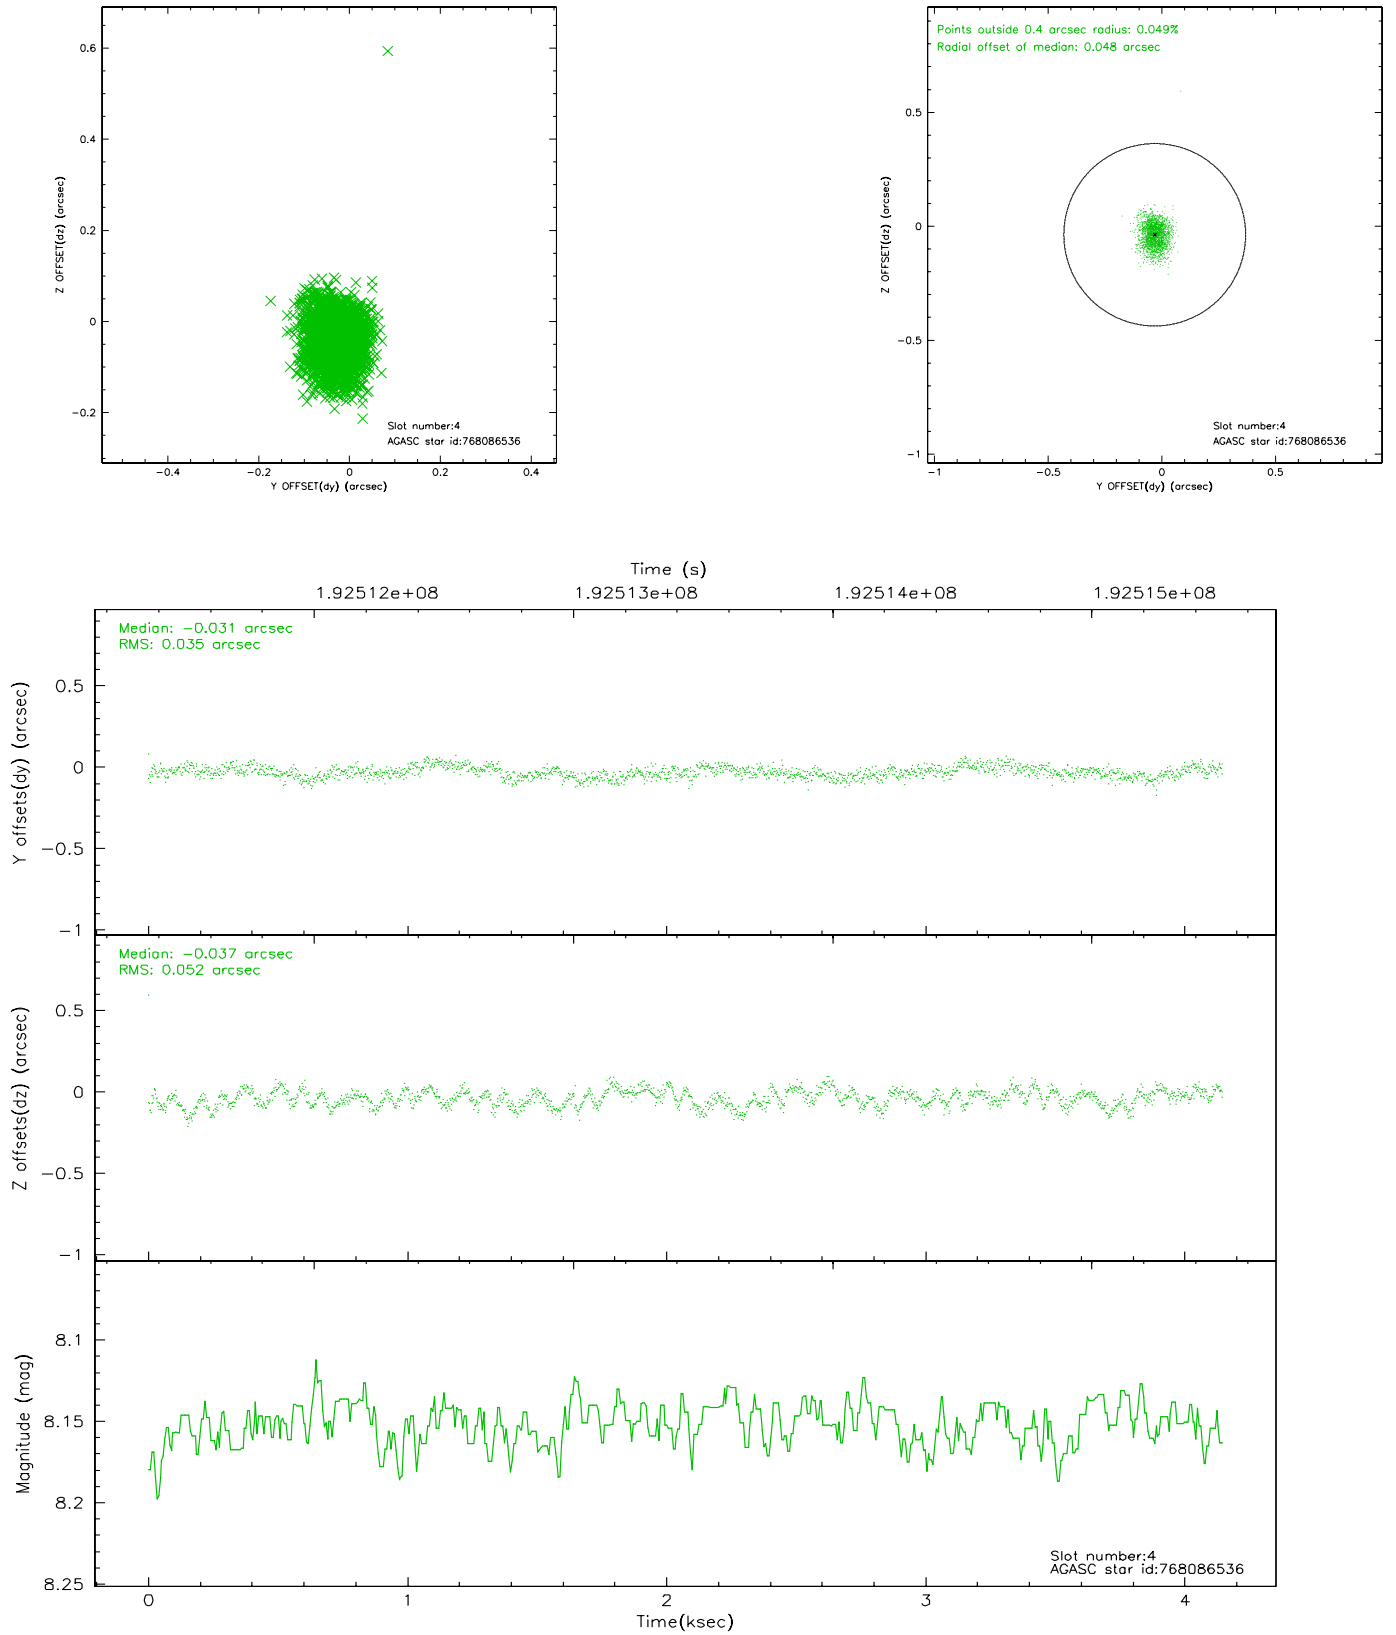 0.6
0.4
0.2
0
−0.2
Z OFFSET(dz) (arcsec)
Slot number:4
AGASC star id:768086536
−0.4 −0.2 0 0.2 0.4
Y OFFSET(dy) (arcsec)
Points outside 0.4 arcsec radius: 0.049%
Radial offset of median: 0.048 arcsec
0.5
0
−0.5
−1
Z OFFSET(dz) (arcsec)
Slot number:4
AGASC star id:768086536
−1 −0.5 0 0.5
Y OFFSET(dy) (arcsec)
Time (s)
1.92512e+08 1.92513e+08 1.92514e+08 1.92515e+08
Median: −0.031 arcsec
RMS: 0.035 arcsec
0.5
0
−0.5
−1
Y offsets(dy) (arcsec)
Median: −0.037 arcsec
RMS: 0.052 arcsec
0.5
0
−0.5
−1
Z offsets(dz) (arcsec)
8.1
8.15
8.2
8.25
Magnitude (mag)
Slot number:4
AGASC star id:768086536
0 1 2 3 4
Time(ksec)